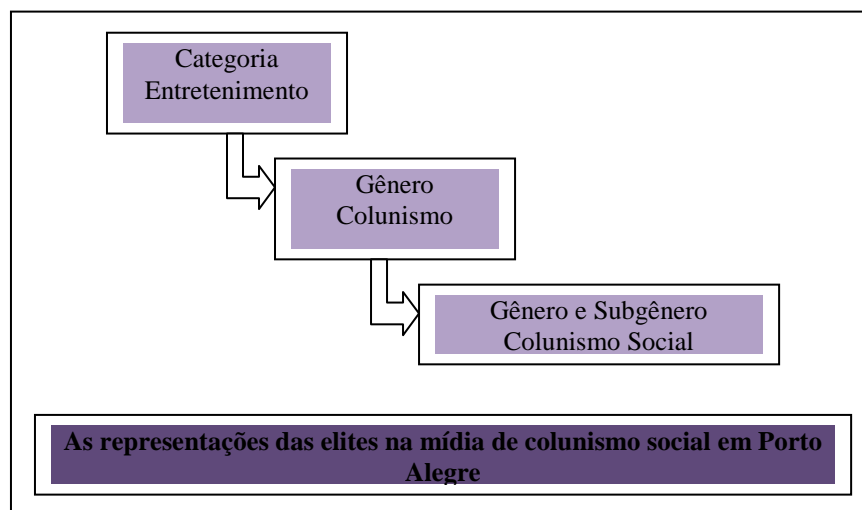 Categoria
Entretenimento
Gênero
Colunismo
Gênero e Subgênero
Colunismo Social
As representações das elites na mídia de colunismo social em Porto
Alegre